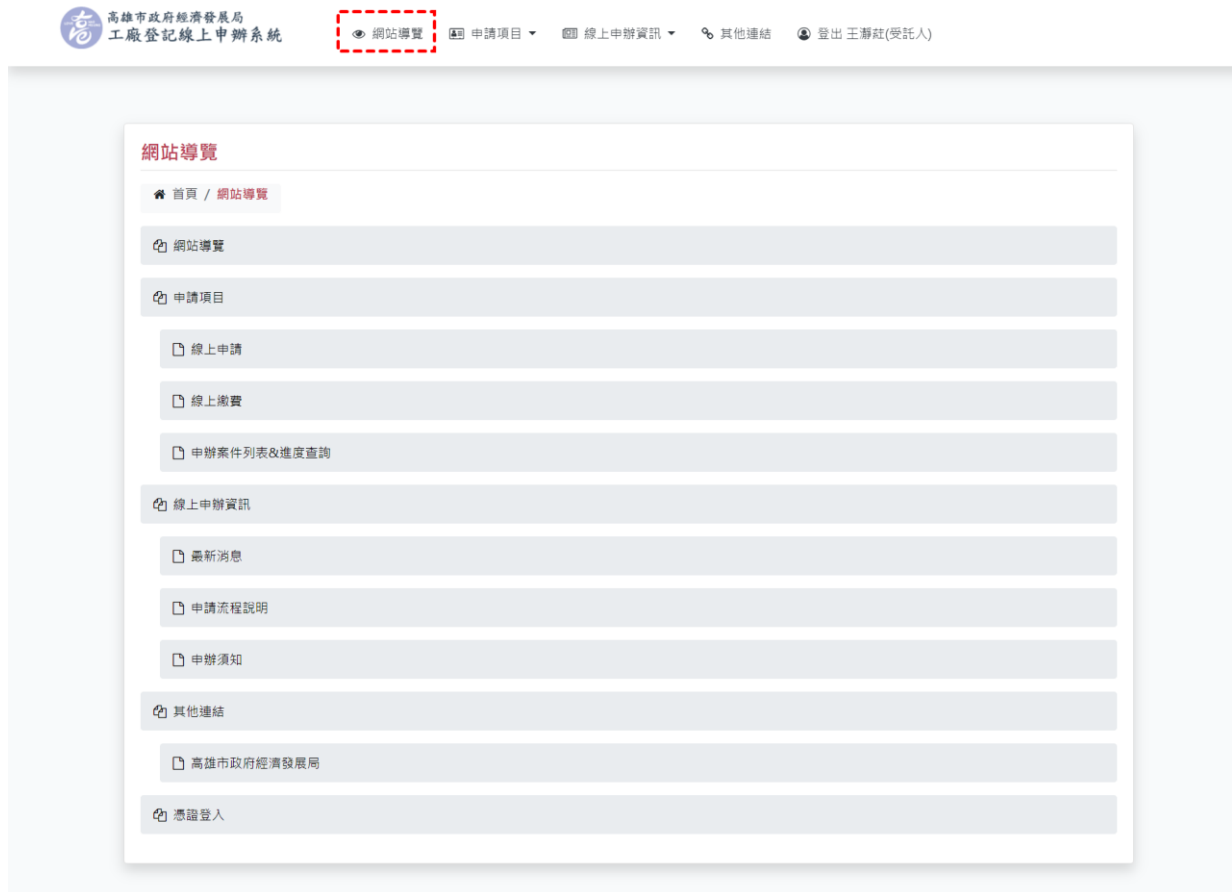 高雄市政府經濟發展局
工廠登記線上申辦系統
網站導覽 申請項目 線上申辦資訊 其他連結 登出 王瀞莊(受託人)
網站導覽
首頁 / 網站導覽
網站導覽
申請項目
線上申請
線上繳費
申辦案件列表&進度查詢
線上申辦資訊
最新消息
申請流程說明
申辦須知
其他連結
高雄市政府經濟發展局
憑證登入